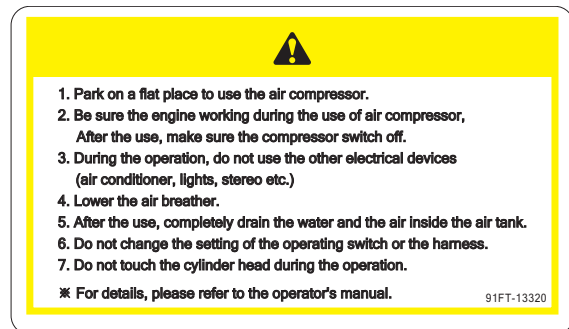 1. Park on a flat place to use the air compressor.
2. Be sure the engine working during the use of air compressor,
After the use, make sure the compressor switch off.
3. During the operation, do not use the other electrical devices
(air conditioner, lights, stereo etc.)
4. Lower the air breather.
5. After the use, completely drain the water and the air inside the air tank.
6. Do not change the setting of the operating switch or the harness.
7. Do not touch the cylinder head during the operation.
※ For details, please refer to the operator's manual.
91FT-13320